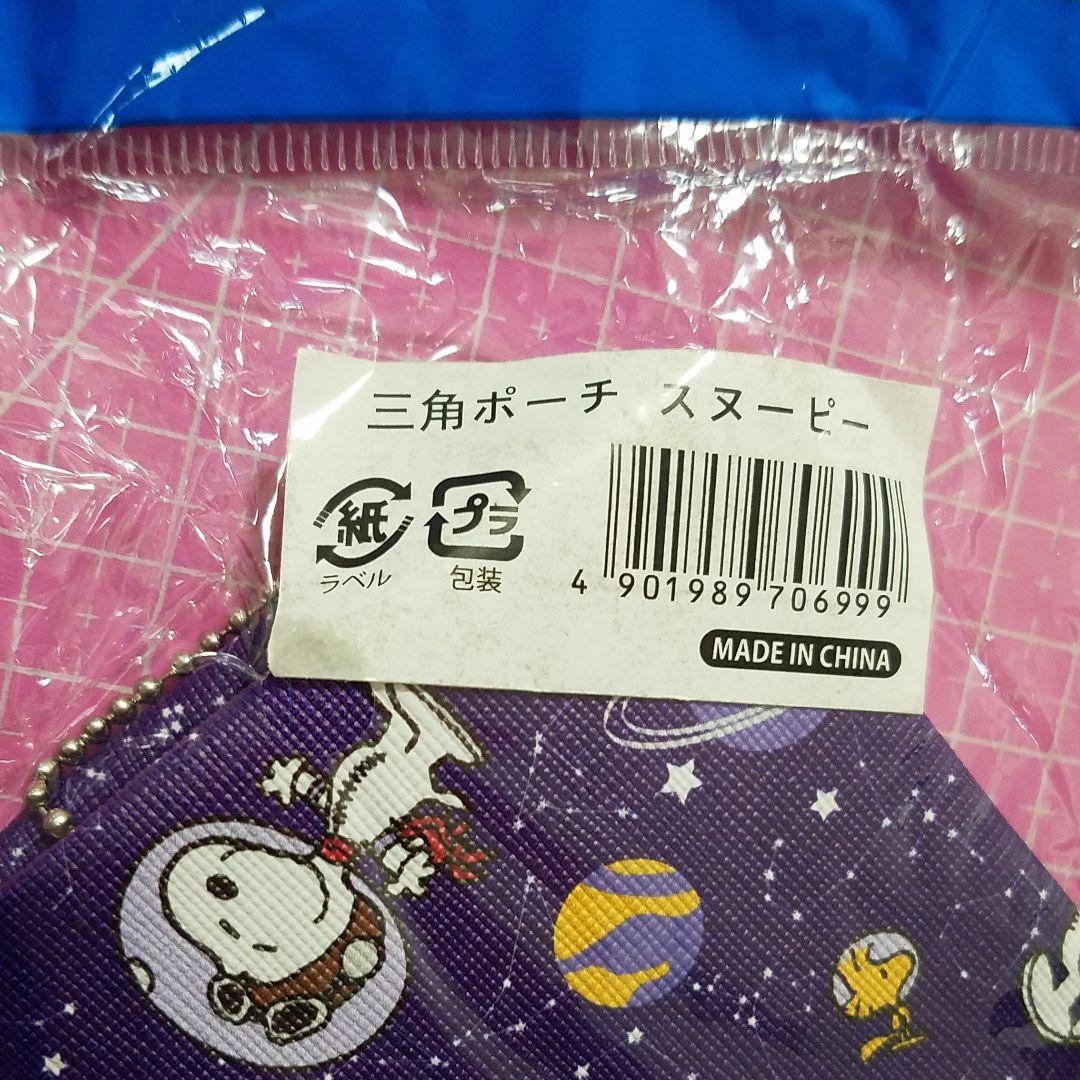 三角ポーチ スヌーピー
紙 プラ
ラベル 包装
4 901989 706999
MADE IN CHINA